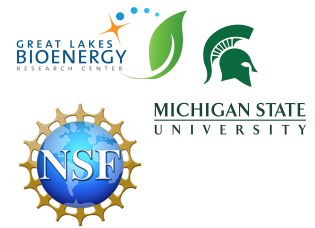 GREAT LAKES
BIOENERGY
RESEARCH CENTER
MICHIGAN STATE
UNIVERSITY
NSF